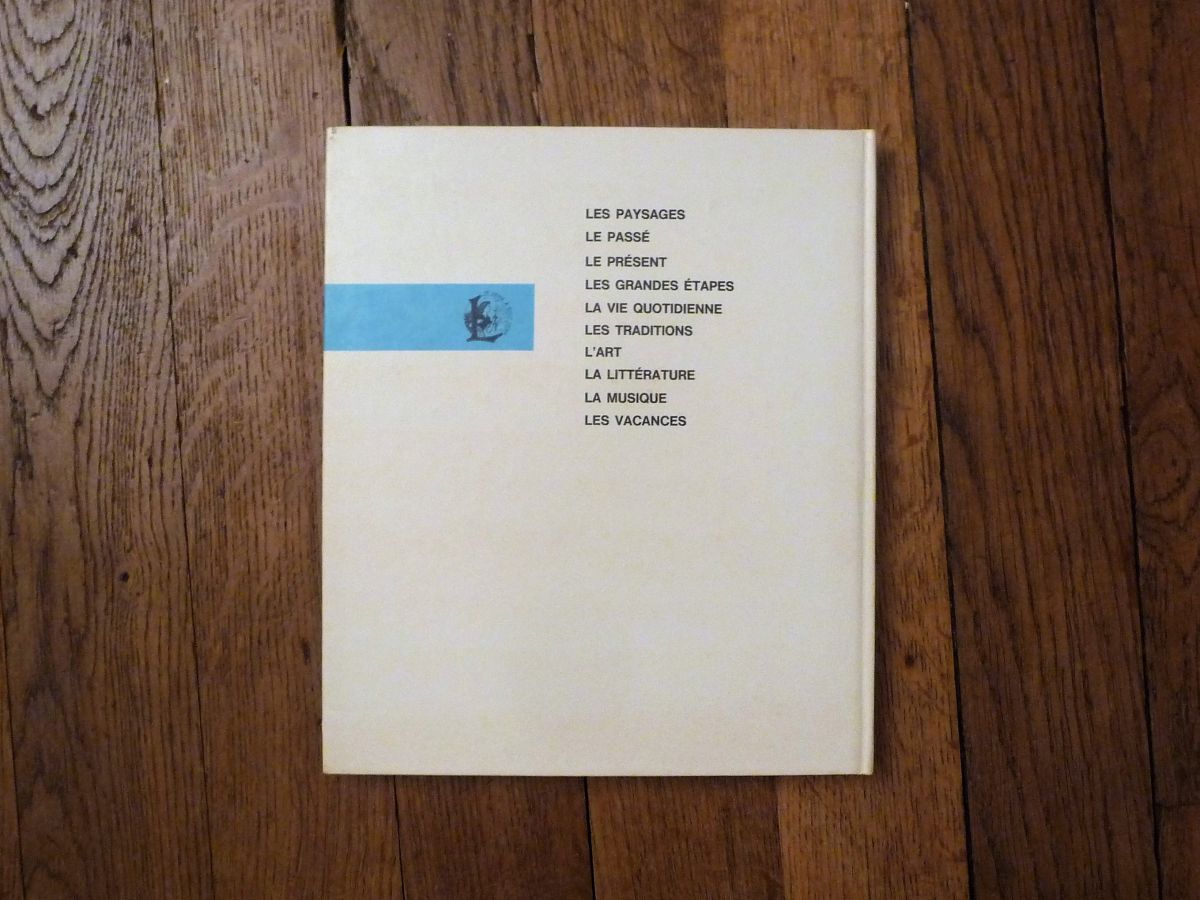 LES PAYSAGES
LE PASSÉ
LE PRÉSENT
LES GRANDES ÉTAPES
LA VIE QUOTIDIENNE
LES TRADITIONS
L'ART
LA LITTÉRATURE
LA MUSIQUE
LES VACANCES